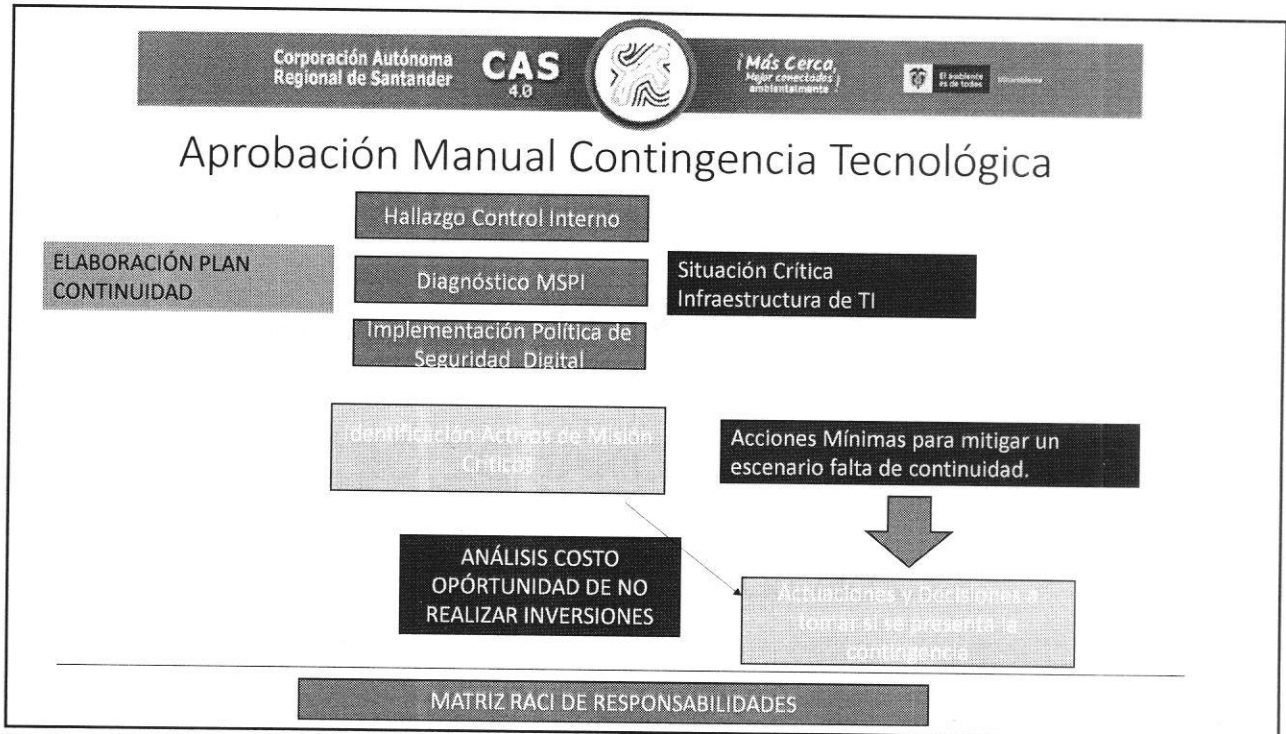 Corporación Autónoma
Regional de Santander
CAS
4.0
¡Más Cerca,
Mejor conectados
ambientalmente!
El ambiente
es de todos
Minambiente
Aprobación Manual Contingencia Tecnológica
Hallazgo Control Interno
ELABORACIÓN PLAN
CONTINUIDAD
Diagnóstico MSPI
Situación Crítica
Infraestructura de TI
Implementación Política de
Seguridad Digital
Identificación Activos de Misión
Críticos
Acciones Mínimas para mitigar un
escenario falta de continuidad.
ANÁLISIS COSTO
OPÓRTUNIDAD DE NO
REALIZAR INVERSIONES
Actuaciones y Decisiones a
tomar si se presenta la
contingencia
MATRIZ RACI DE RESPONSABILIDADES